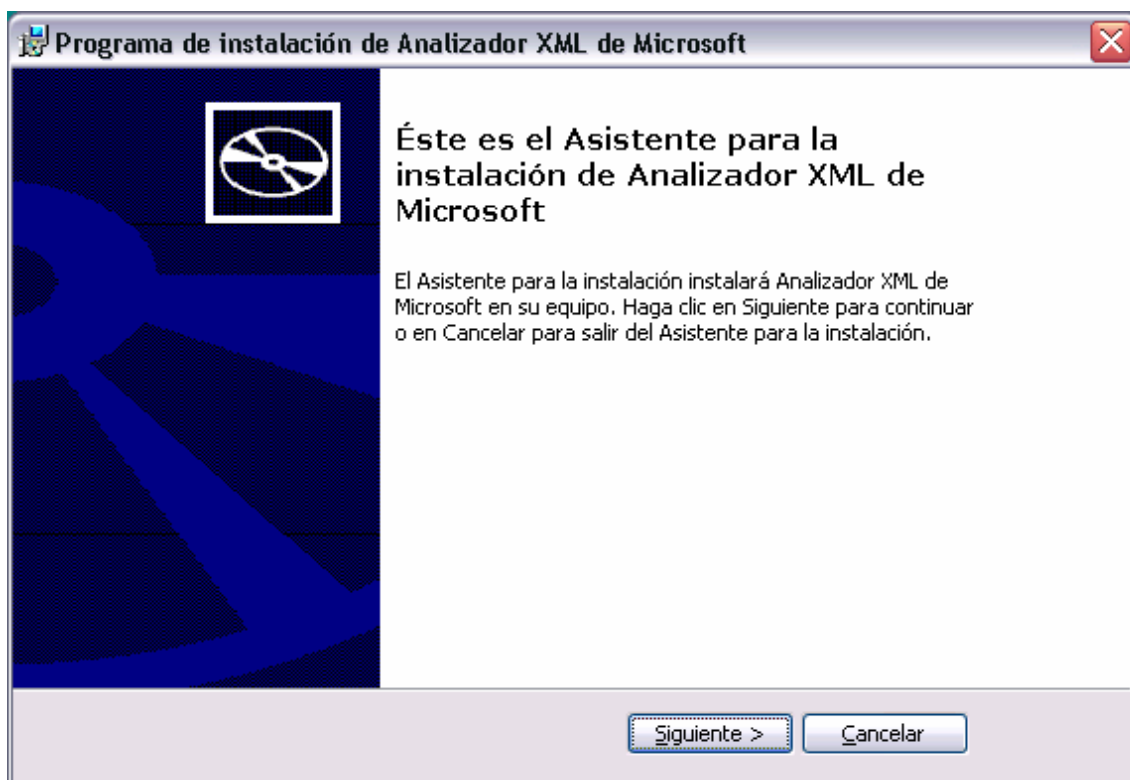 Programa de instalación de Analizador XML de Microsoft
Éste es el Asistente para la
instalación de Analizador XML de
Microsoft
El Asistente para la instalación instalará Analizador XML de
Microsoft en su equipo. Haga clic en Siguiente para continuar
o en Cancelar para salir del Asistente para la instalación.
Siguiente >
Cancelar